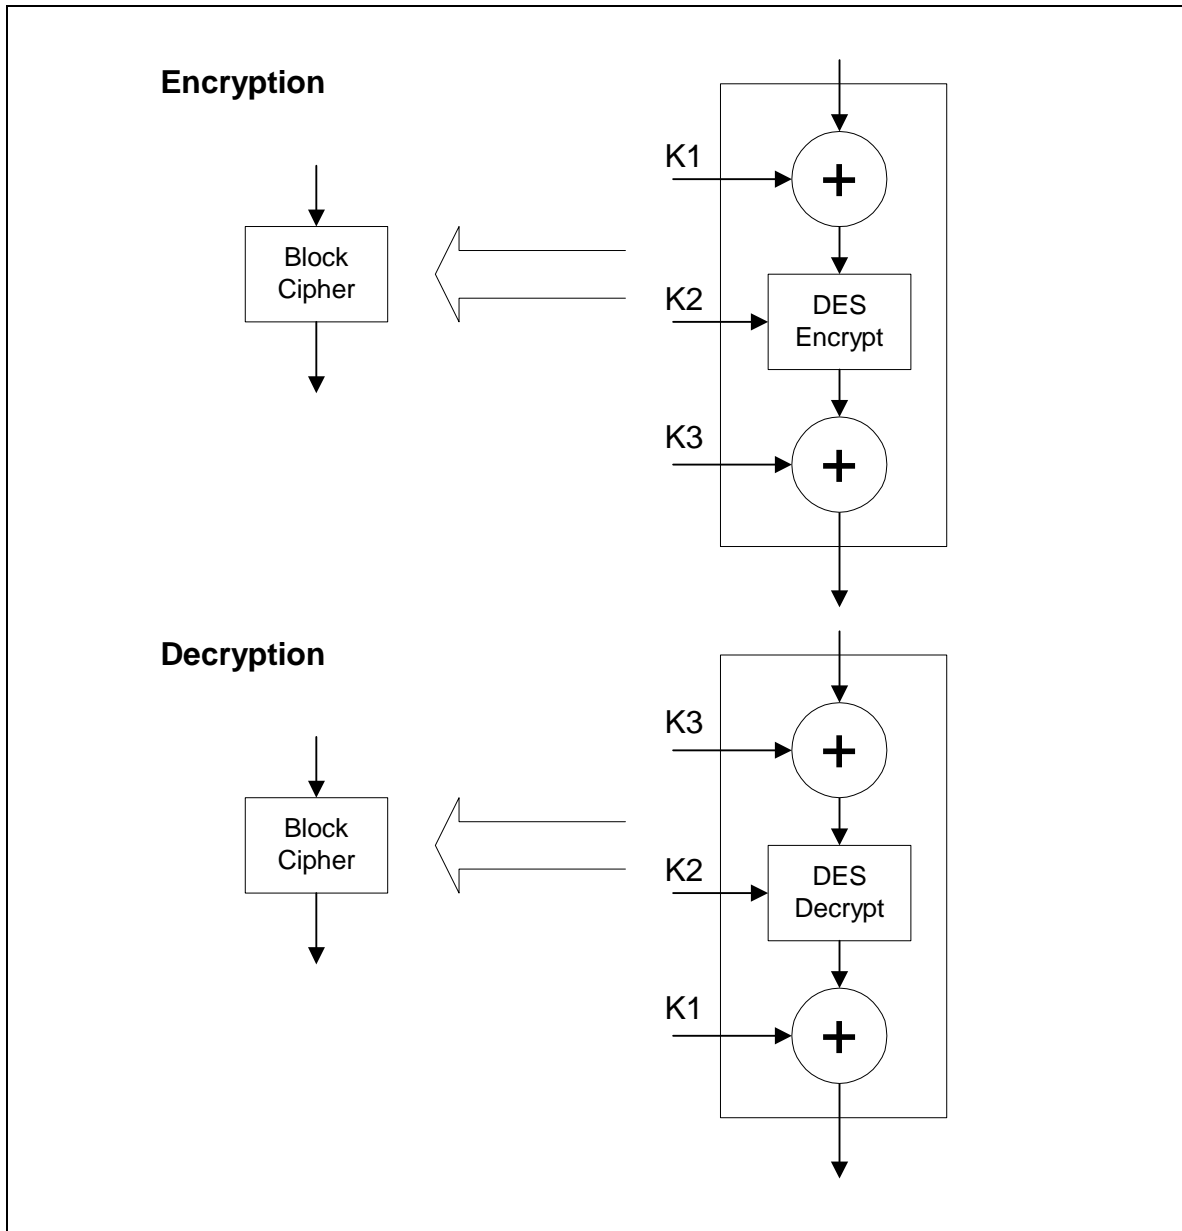 Encryption
K1
+
Block
Cipher
K2
DES
Encrypt
K3
+
Decryption
K3
+
Block
Cipher
K2
DES
Decrypt
K1
+